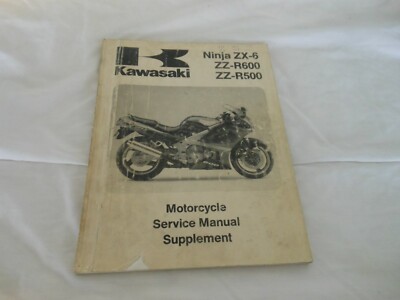 Kawasaki
Ninja ZX-6
ZZ-R600
ZZ-R500
Motorcycle
Service Manual
Supplement